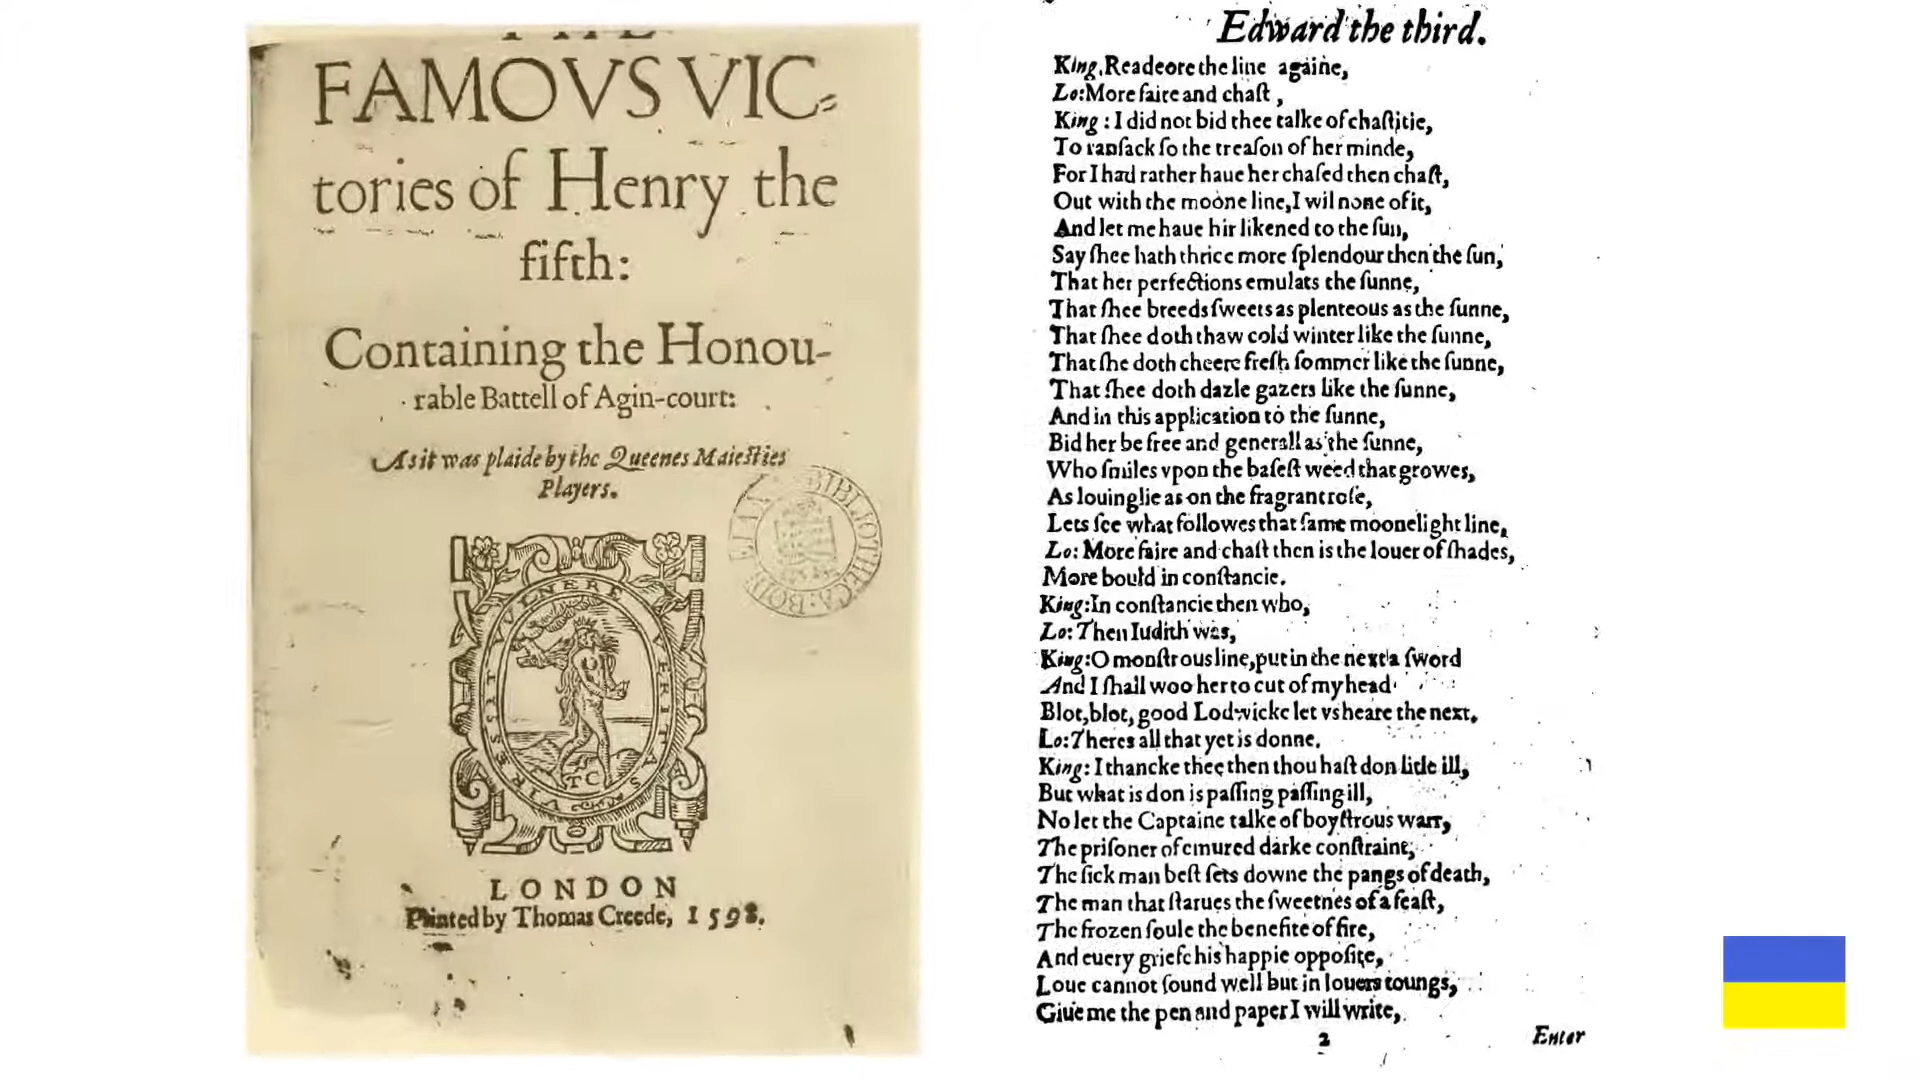 THE
FAMOVS VIC=
tories of Henry the
fifth:
Containing the Honou-
rable Battell of Agin-court:
As it was plaide by the Queenes Maiesties
Players.
BIBLIOTHECA·BODLEIANA
VIRESSIT VULNERE VERITAS
TC
LONDON
Printed by Thomas Creede, 1598.
Edward the third.
King. Reade ore the line againe,
Lo: More faire and chaſt,
King: I did not bid thee talke of chaſtitie,
To ranſack ſo the treaſon of her minde,
For I had rather haue her chaſed then chaſt,
Out with the moone line, I wil none of it,
And let me haue hir likened to the ſun,
Say ſhee hath thrice more ſplendour then the ſun,
That her perfections emulats the ſunne,
That ſhee breeds ſweets as plenteous as the ſunne,
That ſhee doth thaw cold winter like the ſunne,
That ſhe doth cheere freſh ſommer like the ſunne,
That ſhee doth dazle gazers like the ſunne,
And in this application to the ſunne,
Bid her be free and generall as the ſunne,
Who ſmiles vpon the baſeſt weed that growes,
As louinglie as on the fragrant roſe,
Lets ſee what followes that ſame moonelight line,
Lo: More faire and chaſt then is the louer of ſhades,
More bould in conſtancie.
King: In conſtancie then who,
Lo: Then Iudith was,
King: O monſtrous line, put in the next a ſword
And I ſhall woo her to cut of my head
Blot, blot, good Lodwicke let vs heare the next.
Lo: Theres all that yet is donne.
King: I thancke thee then thou haſt don litle ill,
But what is don is paſſing paſſing ill,
No let the Captaine talke of boyſtrous warr,
The priſoner of emured darke conſtraint,
The ſick man beſt ſets downe the pangs of death,
The man that ſtarues the ſweetnes of a feaſt,
The frozen ſoule the benefite of fire,
And euery griefe his happie oppoſite,
Loue cannot ſound well but in louers toungs,
Giue me the pen and paper I will write,
2
Enter